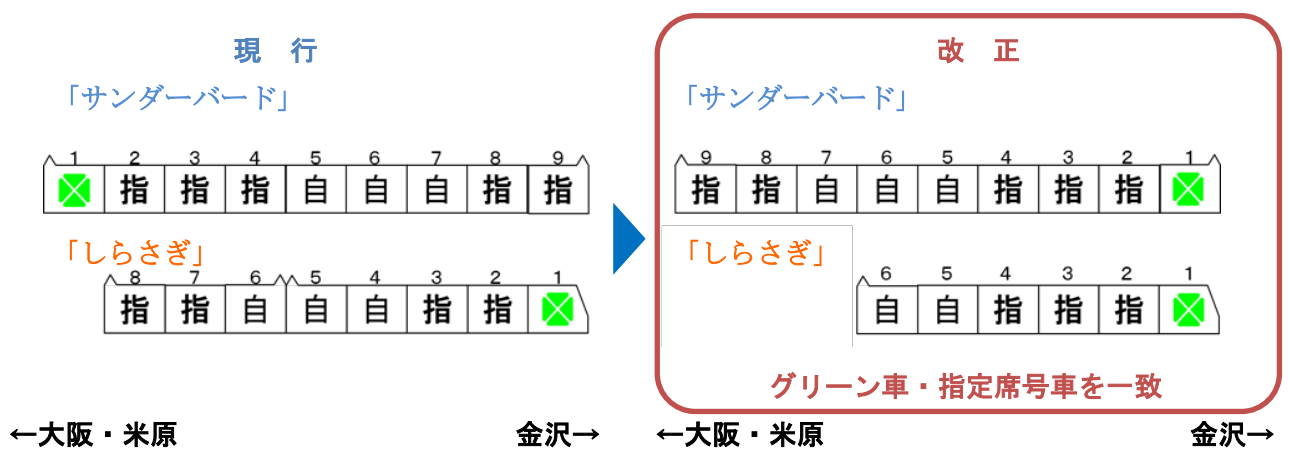 現 行
「サンダーバード」
1 2 3 4 5 6 7 8 9
指 指 指 自 自 自 指 指
「しらさぎ」
8 7 6 5 4 3 2 1
指 指 自 自 自 指 指
←大阪・米原 金沢→
改 正
「サンダーバード」
9 8 7 6 5 4 3 2 1
指 指 自 自 自 指 指 指
「しらさぎ」
6 5 4 3 2 1
自 自 指 指 指
グリーン車・指定席号車を一致
←大阪・米原 金沢→